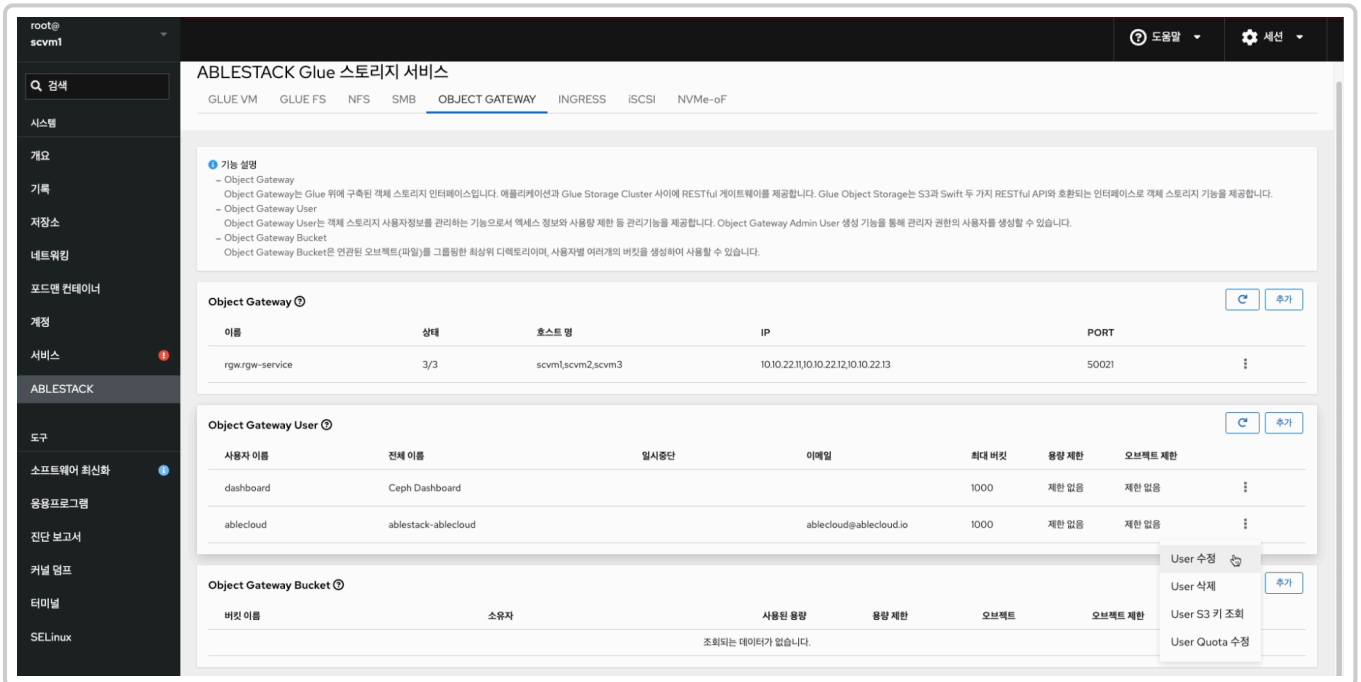 root@
scvm1
도움말
세션
검색
시스템
개요
기록
저장소
네트워킹
포드맨 컨테이너
계정
서비스
ABLESTACK
도구
소프트웨어 최신화
응용프로그램
진단 보고서
커널 덤프
터미널
SELinux
ABLESTACK Glue 스토리지 서비스
GLUE VM GLUE FS NFS SMB OBJECT GATEWAY INGRESS iSCSI NVMe-oF
기능 설명
– Object Gateway
Object Gateway는 Glue 위에 구축된 객체 스토리지 인터페이스입니다. 애플리케이션과 Glue Storage Cluster 사이에 RESTful 게이트웨이를 제공합니다. Glue Object Storage는 S3과 Swift 두 가지 RESTful API와 호환되는 인터페이스로 객체 스토리지 기능을 제공합니다.
– Object Gateway User
Object Gateway User는 객체 스토리지 사용자정보를 관리하는 기능으로서 엑세스 정보와 사용량 제한 등 관리기능을 제공합니다. Object Gateway Admin User 생성 기능을 통해 관리자 권한의 사용자를 생성할 수 있습니다.
– Object Gateway Bucket
Object Gateway Bucket은 연관된 오브젝트(파일)를 그룹핑한 최상위 디렉토리이며, 사용자별 여러개의 버킷을 생성하여 사용할 수 있습니다.
Object Gateway 추가
이름 상태 호스트 명 IP PORT
rgw.rgw-service 3/3 scvm1,scvm2,scvm3 10.10.22.11,10.10.22.12,10.10.22.13 50021
Object Gateway User 추가
사용자 이름 전체 이름 일시중단 이메일 최대 버킷 용량 제한 오브젝트 제한
dashboard Ceph Dashboard 1000 제한 없음 제한 없음
ablecloud ablestack-ablecloud ablecloud@ablecloud.io 1000 제한 없음 제한 없음
User 수정
User 삭제
User S3 키 조회
User Quota 수정
Object Gateway Bucket 추가
버킷 이름 소유자 사용된 용량 용량 제한 오브젝트 오브젝트 제한
조회되는 데이터가 없습니다.